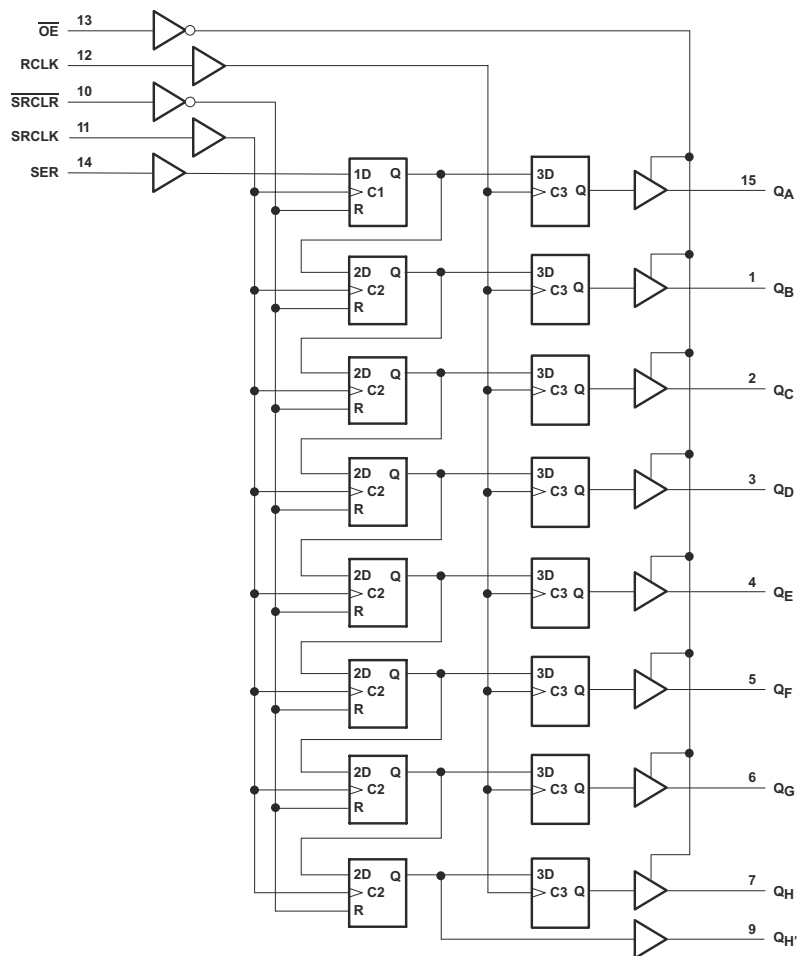 OE 13
RCLK 12
SRCLR 10
SRCLK 11
SER 14
1D Q
C1
R
3D
C3 Q
15 QA
2D Q
C2
R
3D
C3 Q
1 QB
2D Q
C2
R
3D
C3 Q
2 QC
2D Q
C2
R
3D
C3 Q
3 QD
2D Q
C2
R
3D
C3 Q
4 QE
2D Q
C2
R
3D
C3 Q
5 QF
2D Q
C2
R
3D
C3 Q
6 QG
2D Q
C2
R
3D
C3 Q
7 QH
9 QH′